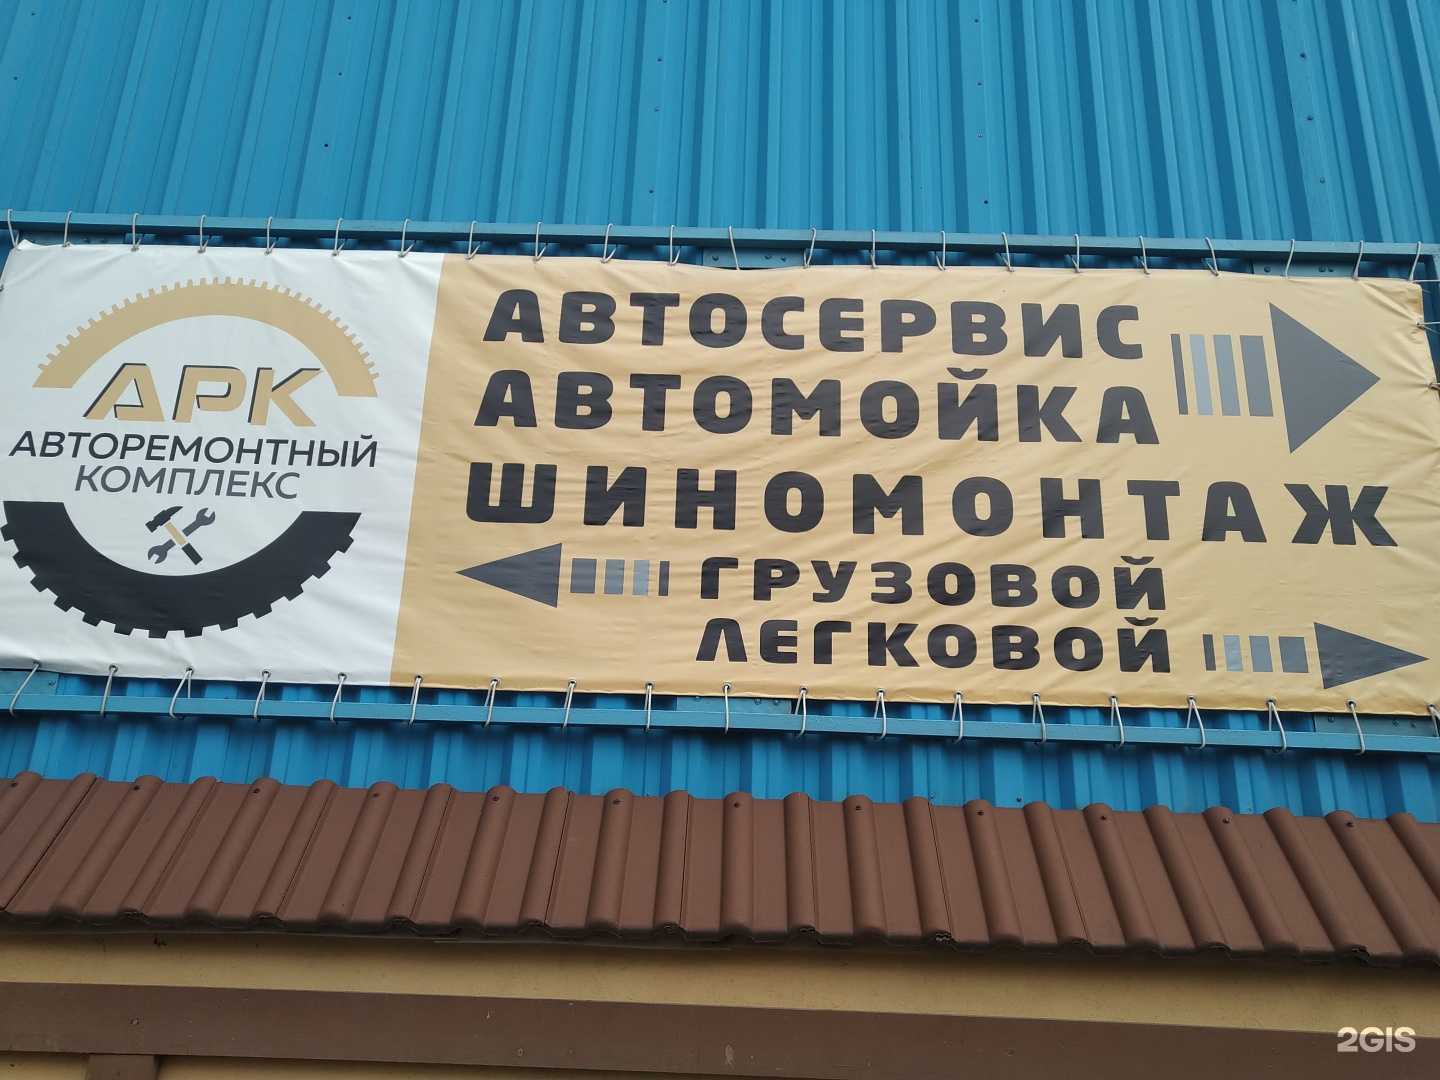 АРК
АВТОРЕМОНТНЫЙ
КОМПЛЕКС
АВТОСЕРВИС
АВТОМОЙКА
ШИНОМОНТАЖ
ГРУЗОВОЙ
ЛЕГКОВОЙ
2GIS